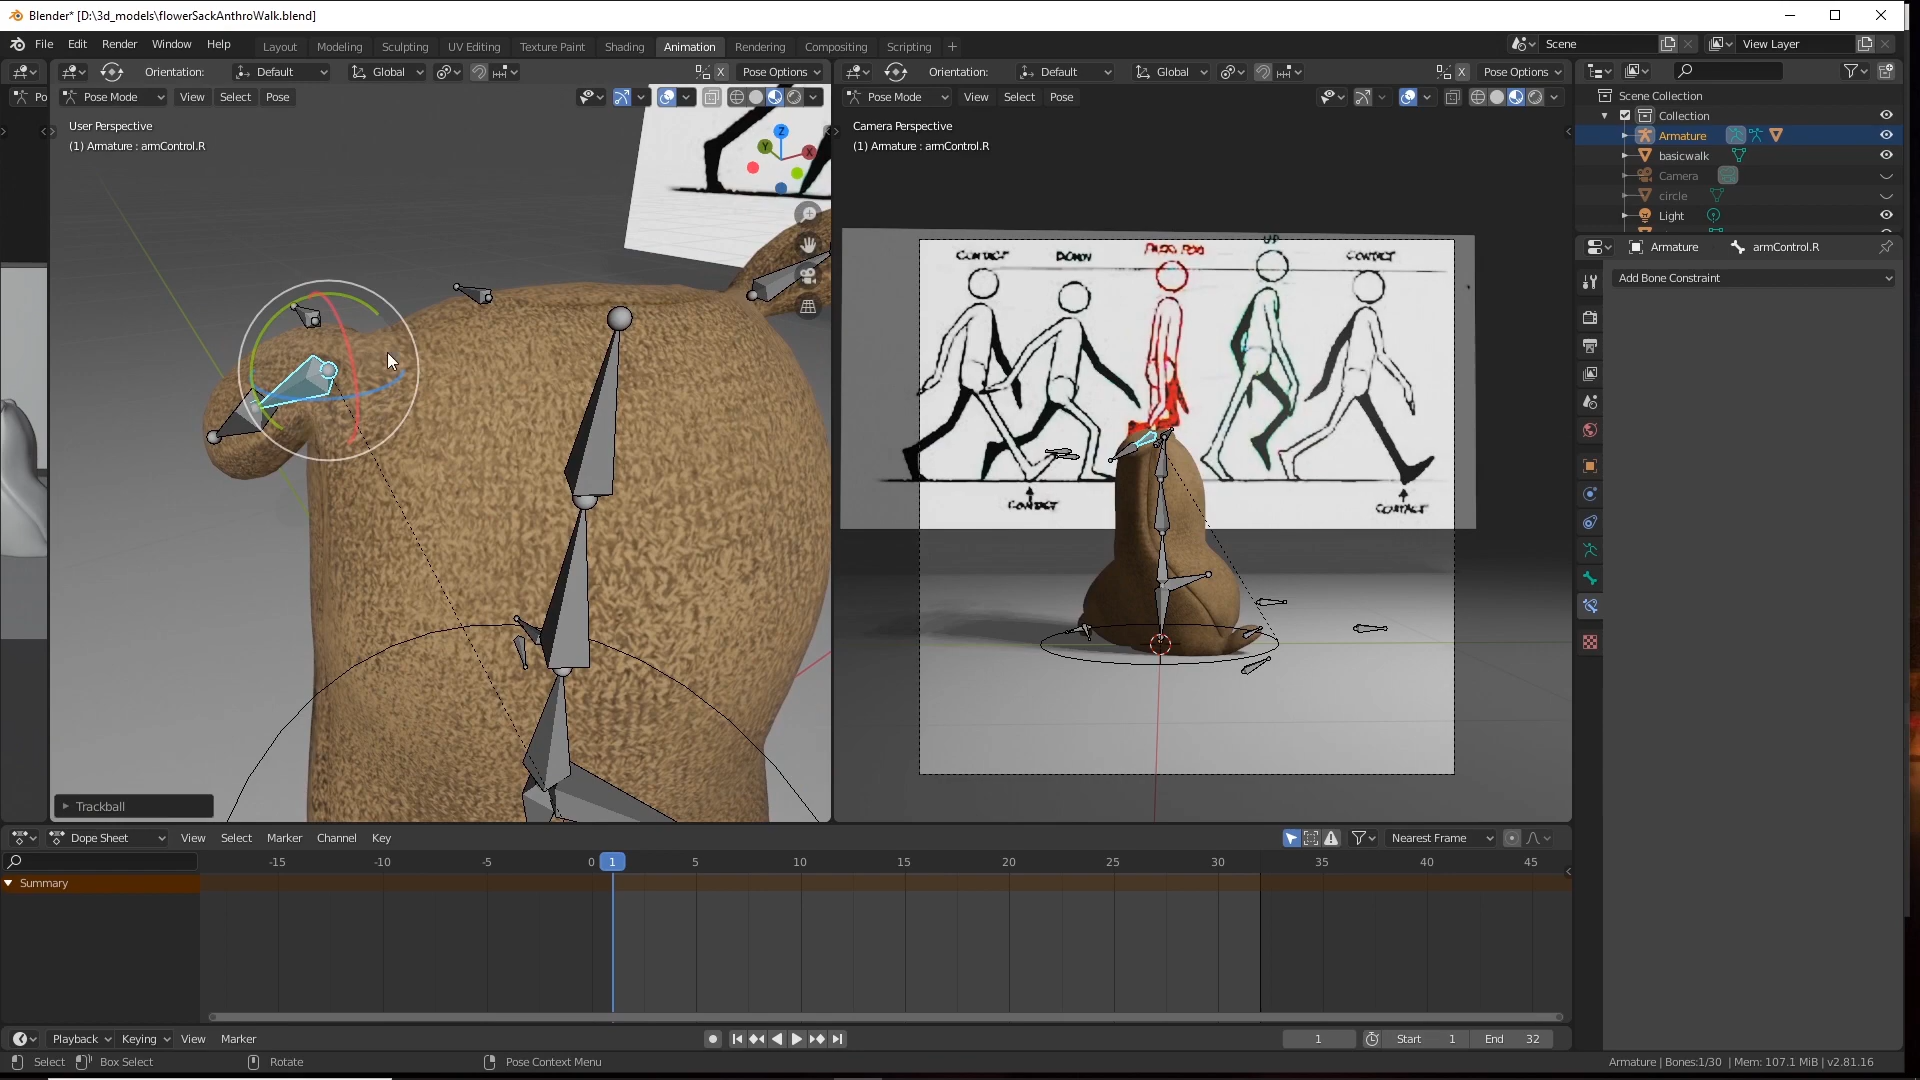 Blender* [D:\3d_models\flowerSackAnthroWalk.blend]
File Edit Render Window Help Layout Modeling Sculpting UV Editing Texture Paint Shading Animation Rendering Compositing Scripting + Scene View Layer
Orientation: Default Global X Pose Options
Orientation: Default Global X Pose Options
Po Pose Mode View Select Pose
Pose Mode View Select Pose
User Perspective
(1) Armature : armControl.R
Z
Y
X
Camera Perspective
(1) Armature : armControl.R
CONTACT DOWN UP CONTACT
CONTACT CONTACT
Scene Collection
Collection
Armature
basicwalk
Camera
circle
Light
Armature armControl.R
Add Bone Constraint
Trackball
Dope Sheet View Select Marker Channel Key Nearest Frame
-15 -10 -5 0 1 5 10 15 20 25 30 35 40 45
Summary
Playback Keying View Marker 1 Start 1 End 32
Select Box Select Rotate Pose Context Menu Armature | Bones:1/30 | Mem: 107.1 MiB | v2.81.16